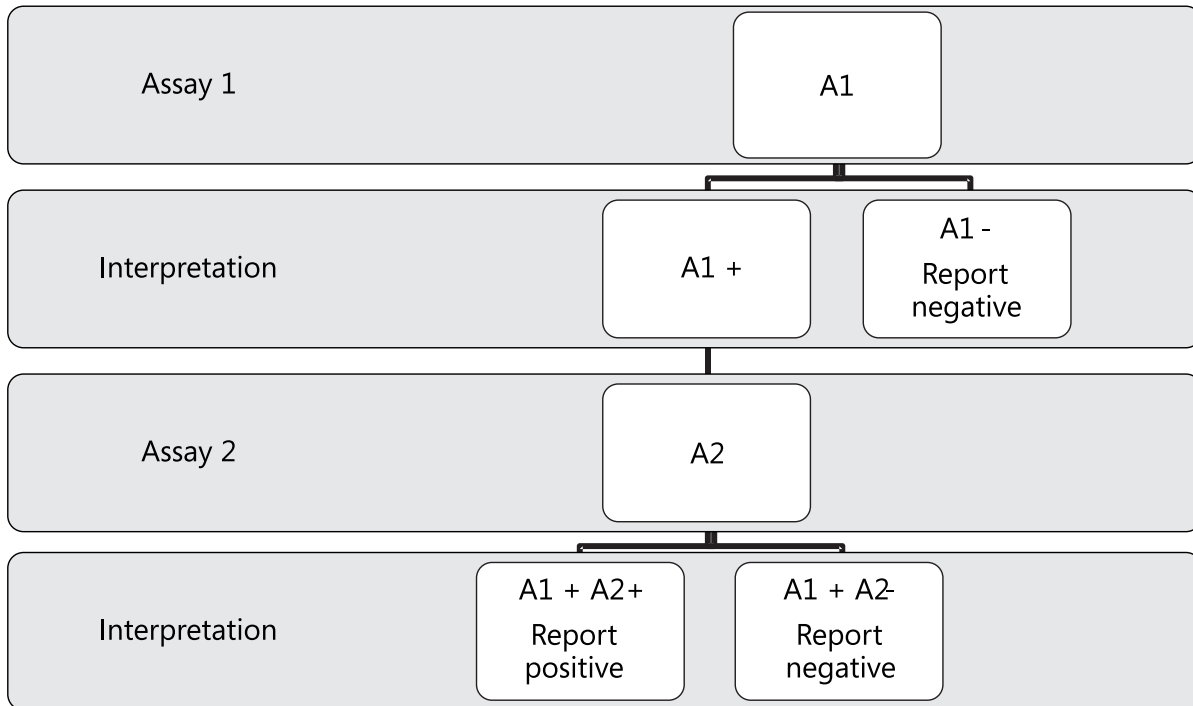 Assay 1
A1
Interpretation
A1 +
A1 -
Report
negative
Assay 2
A2
Interpretation
A1 + A2+
Report
positive
A1 + A2-
Report
negative